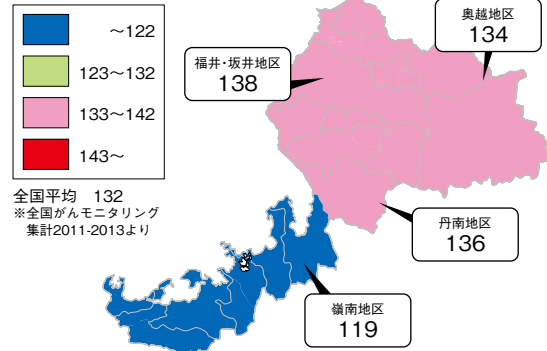 ～122
123～132
133～142
143～
全国平均 132
※全国がんモニタリング
集計2011-2013より
奥越地区
134
福井・坂井地区
138
丹南地区
136
嶺南地区
119